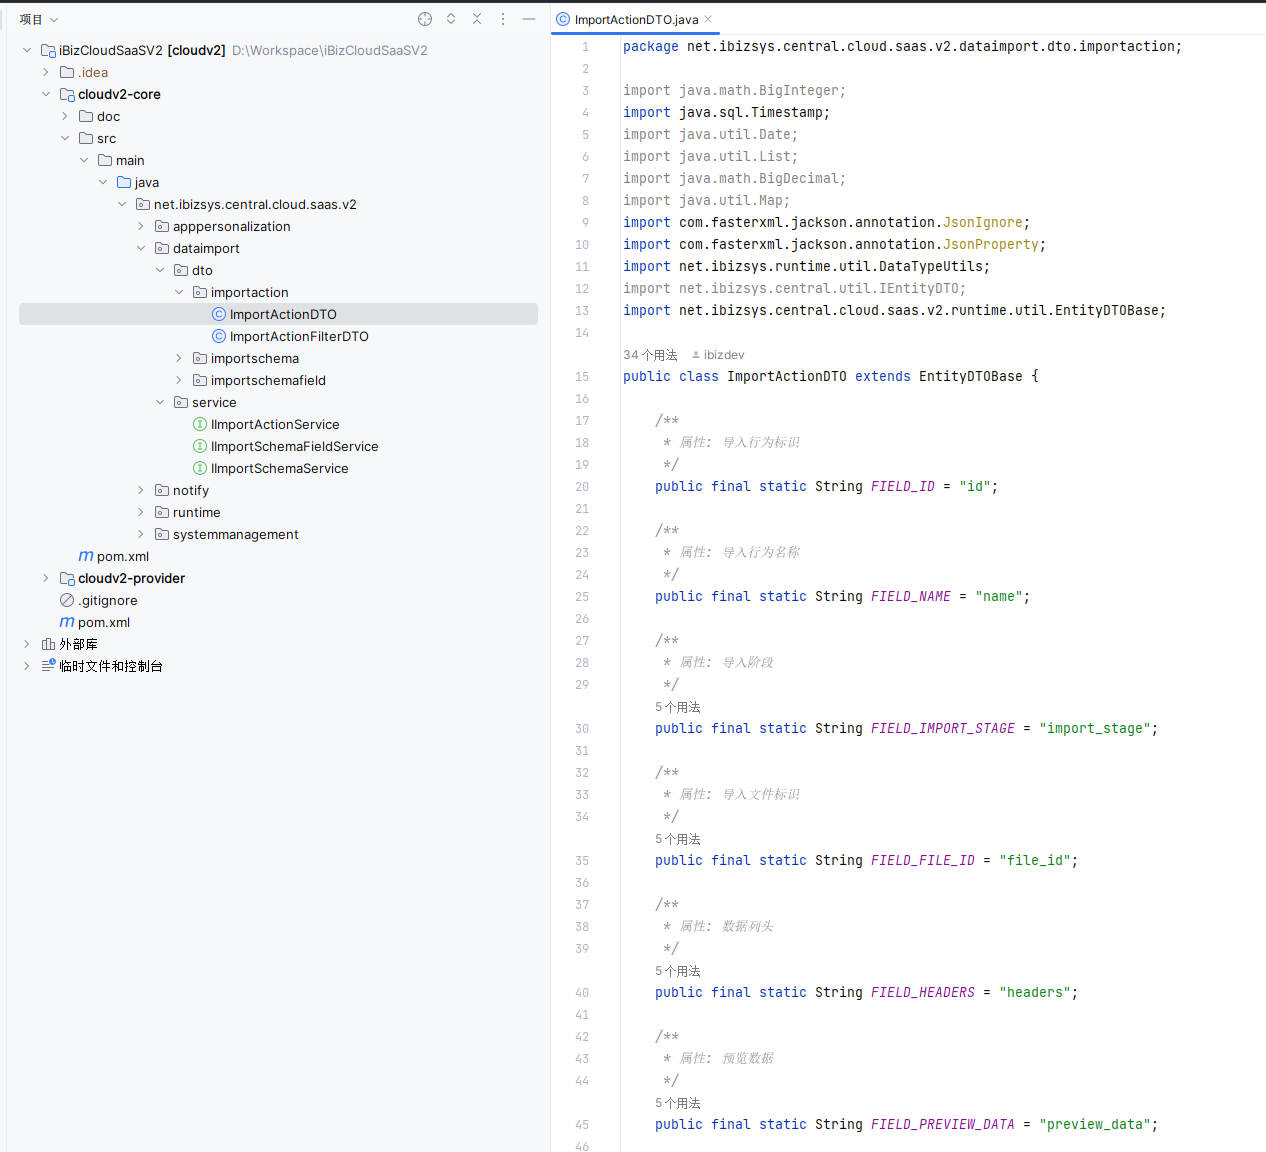 项目
iBizCloudSaaSV2 [cloudv2] D:\Workspace\iBizCloudSaaSV2
.idea
cloudv2-core
doc
src
main
java
net.ibizsys.central.cloud.saas.v2
apppersonalization
dataimport
dto
importaction
ImportActionDTO
ImportActionFilterDTO
importschema
importschemafield
service
IImportActionService
IImportSchemaFieldService
IImportSchemaService
notify
runtime
systemmanagement
pom.xml
cloudv2-provider
.gitignore
pom.xml
外部库
临时文件和控制台
ImportActionDTO.java
1 package net.ibizsys.central.cloud.saas.v2.dataimport.dto.importaction;
2
3 import java.math.BigInteger;
4 import java.sql.Timestamp;
5 import java.util.Date;
6 import java.util.List;
7 import java.math.BigDecimal;
8 import java.util.Map;
9 import com.fasterxml.jackson.annotation.JsonIgnore;
10 import com.fasterxml.jackson.annotation.JsonProperty;
11 import net.ibizsys.runtime.util.DataTypeUtils;
12 import net.ibizsys.central.util.IEntityDTO;
13 import net.ibizsys.central.cloud.saas.v2.runtime.util.EntityDTOBase;
14
34 个用法 ibizdev
15 public class ImportActionDTO extends EntityDTOBase {
16
17 /**
18 * 属性: 导入行为标识
19 */
20 public final static String FIELD_ID = "id";
21
22 /**
23 * 属性: 导入行为名称
24 */
25 public final static String FIELD_NAME = "name";
26
27 /**
28 * 属性: 导入阶段
29 */
5 个用法
30 public final static String FIELD_IMPORT_STAGE = "import_stage";
31
32 /**
33 * 属性: 导入文件标识
34 */
5 个用法
35 public final static String FIELD_FILE_ID = "file_id";
36
37 /**
38 * 属性: 数据列头
39 */
5 个用法
40 public final static String FIELD_HEADERS = "headers";
41
42 /**
43 * 属性: 预览数据
44 */
5 个用法
45 public final static String FIELD_PREVIEW_DATA = "preview_data";
46